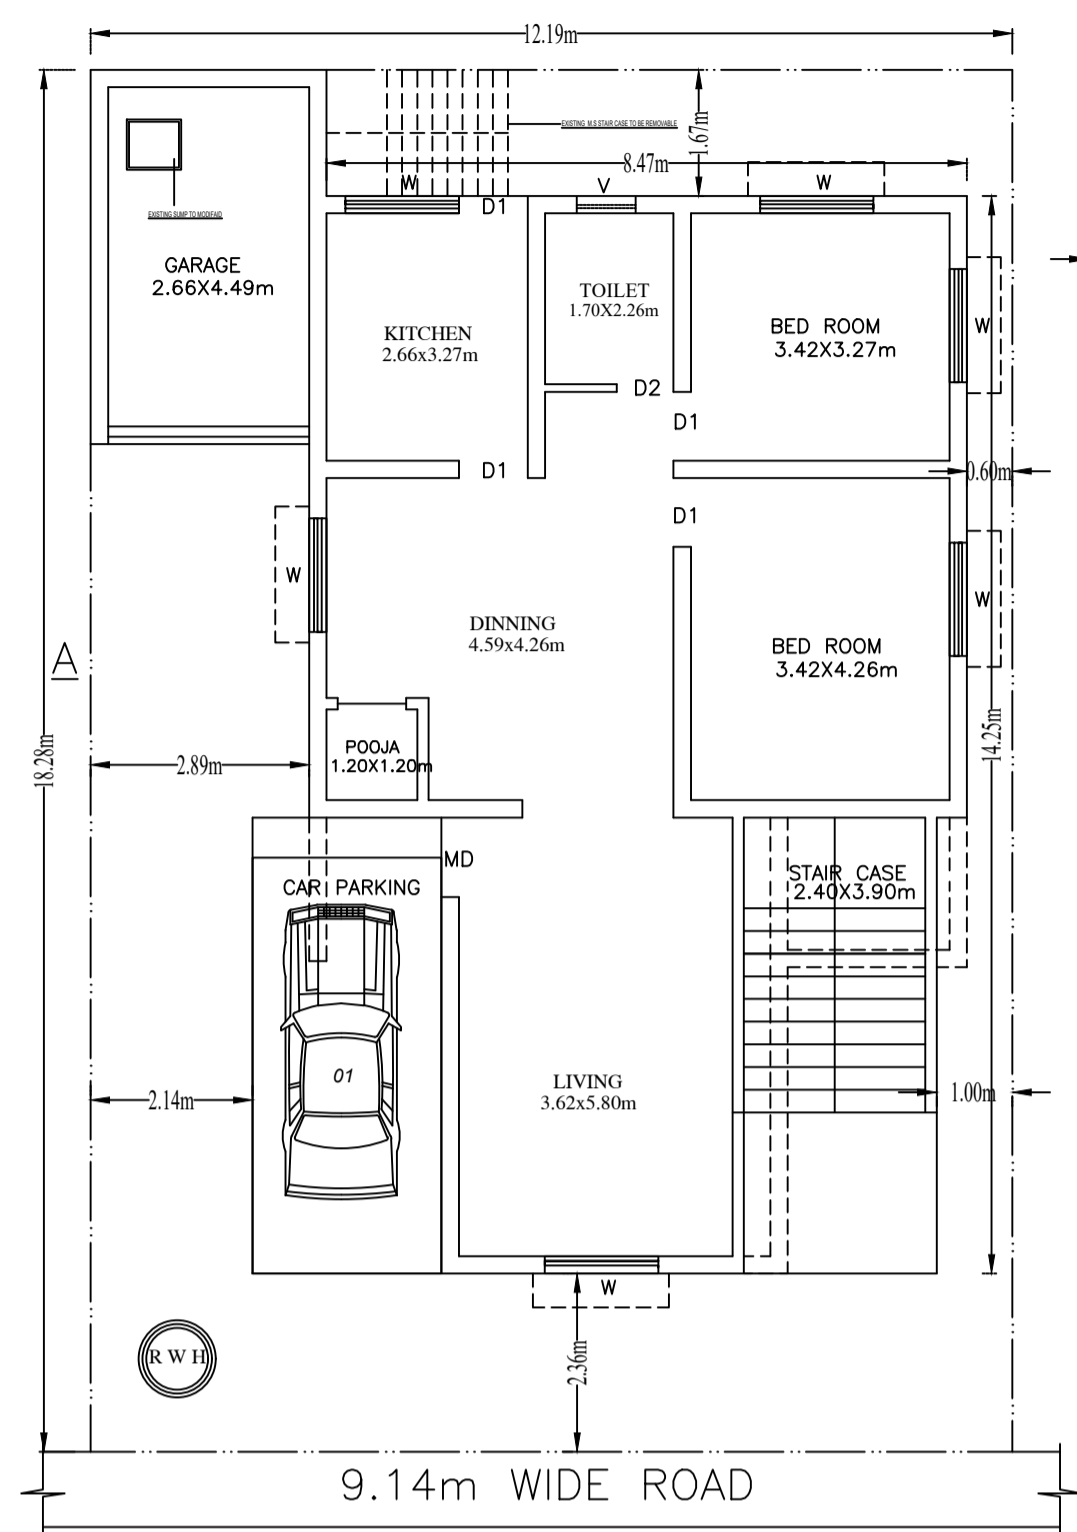 12.19m
EXISTING M.S STAIR CASE TO BE REMOVABLE
1.67m
8.47m
W
D1
V
W
EXISTING SUMP TO MODIFAID
GARAGE
2.66X4.49m
KITCHEN
2.66x3.27m
TOILET
1.70X2.26m
BED ROOM
3.42X3.27m
W
D2
D1
D1
0.60m
D1
W
W
DINNING
4.59x4.26m
BED ROOM
3.42X4.26m
A
18.28m
2.89m
14.25m
POOJA
1.20X1.20m
MD
CAR PARKING
STAIR CASE
2.40X3.90m
01
LIVING
3.62x5.80m
2.14m
1.00m
W
R W H
2.36m
9.14m WIDE ROAD